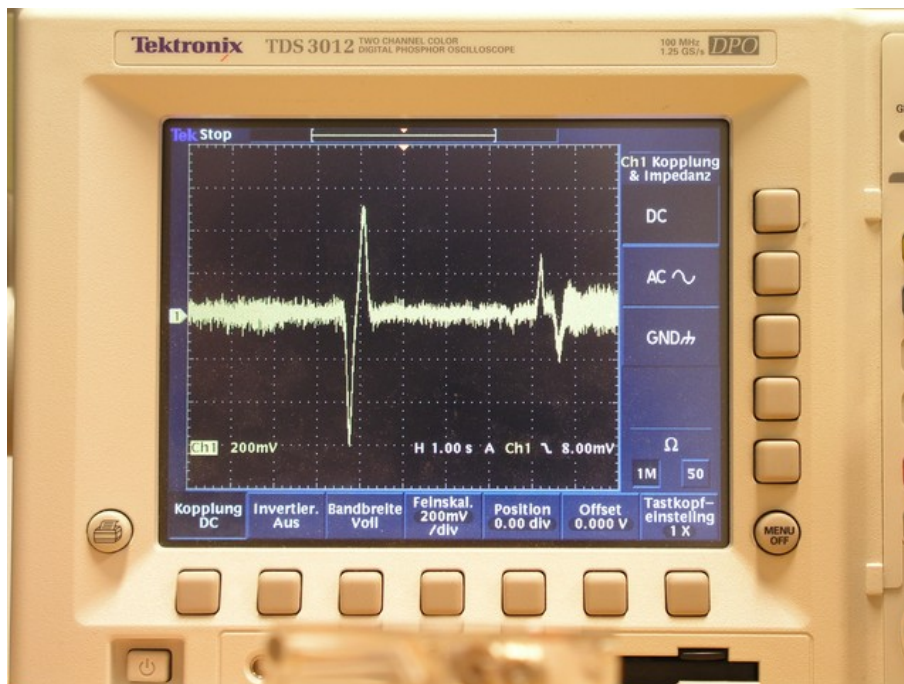 Tektronix TDS 3012 TWO CHANNEL COLOR
DIGITAL PHOSPHOR OSCILLOSCOPE
100 MHz
1.25 GS/s DPO
Tek Stop
Ch1 Kopplung
& Impedanz
DC
AC
GND
Ω
1M 50
1
Ch1 200mV
H 1.00 s A Ch1 8.00mV
Kopplung
DC
Invertier.
Aus
Bandbreite
Voll
Feinskal.
200mV
/div
Position
0.00 div
Offset
0.000 V
Tastkopf-
einstellng
1 X
MENU
OFF